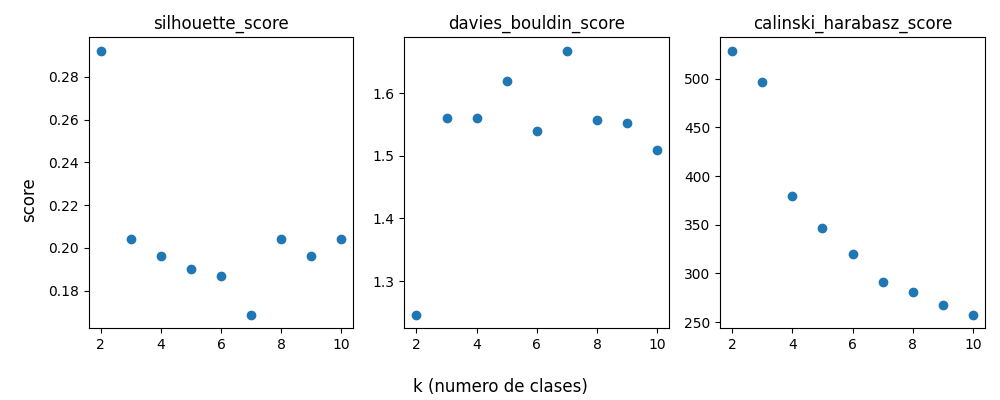 silhouette_score
davies_bouldin_score
calinski_harabasz_score
score
0.28
0.26
0.24
0.22
0.20
0.18
2 4 6 8 10
1.6
1.5
1.4
1.3
2 4 6 8 10
500
450
400
350
300
250
2 4 6 8 10
k (numero de clases)